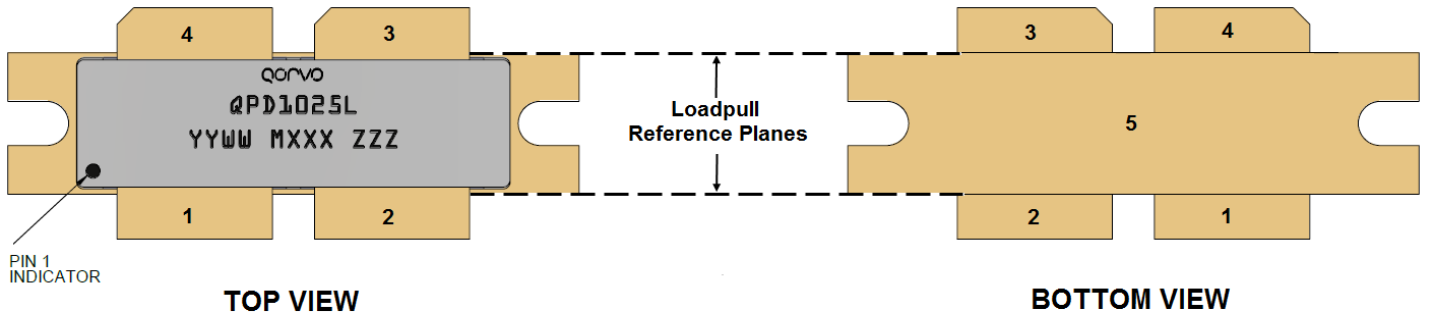 4 3
QORVO
QPD1025L
YYWW MXXX ZZZ
1 2
PIN 1
INDICATOR
TOP VIEW
Loadpull
Reference Planes
3 4
5
2 1
BOTTOM VIEW